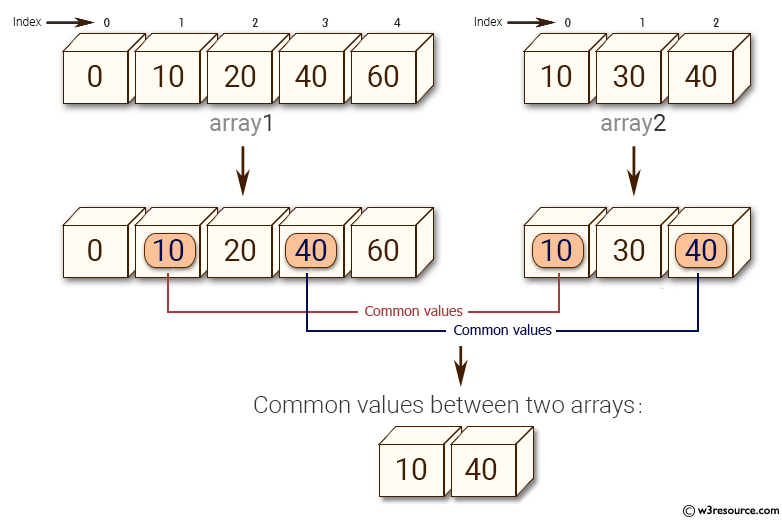 Index 0 1 2 3 4
Index 0 1 2
0 10 20 40 60
10 30 40
array1
array2
0 10 20 40 60
10 30 40
Common values
Common values
Common values between two arrays:
10 40
© w3resource.com